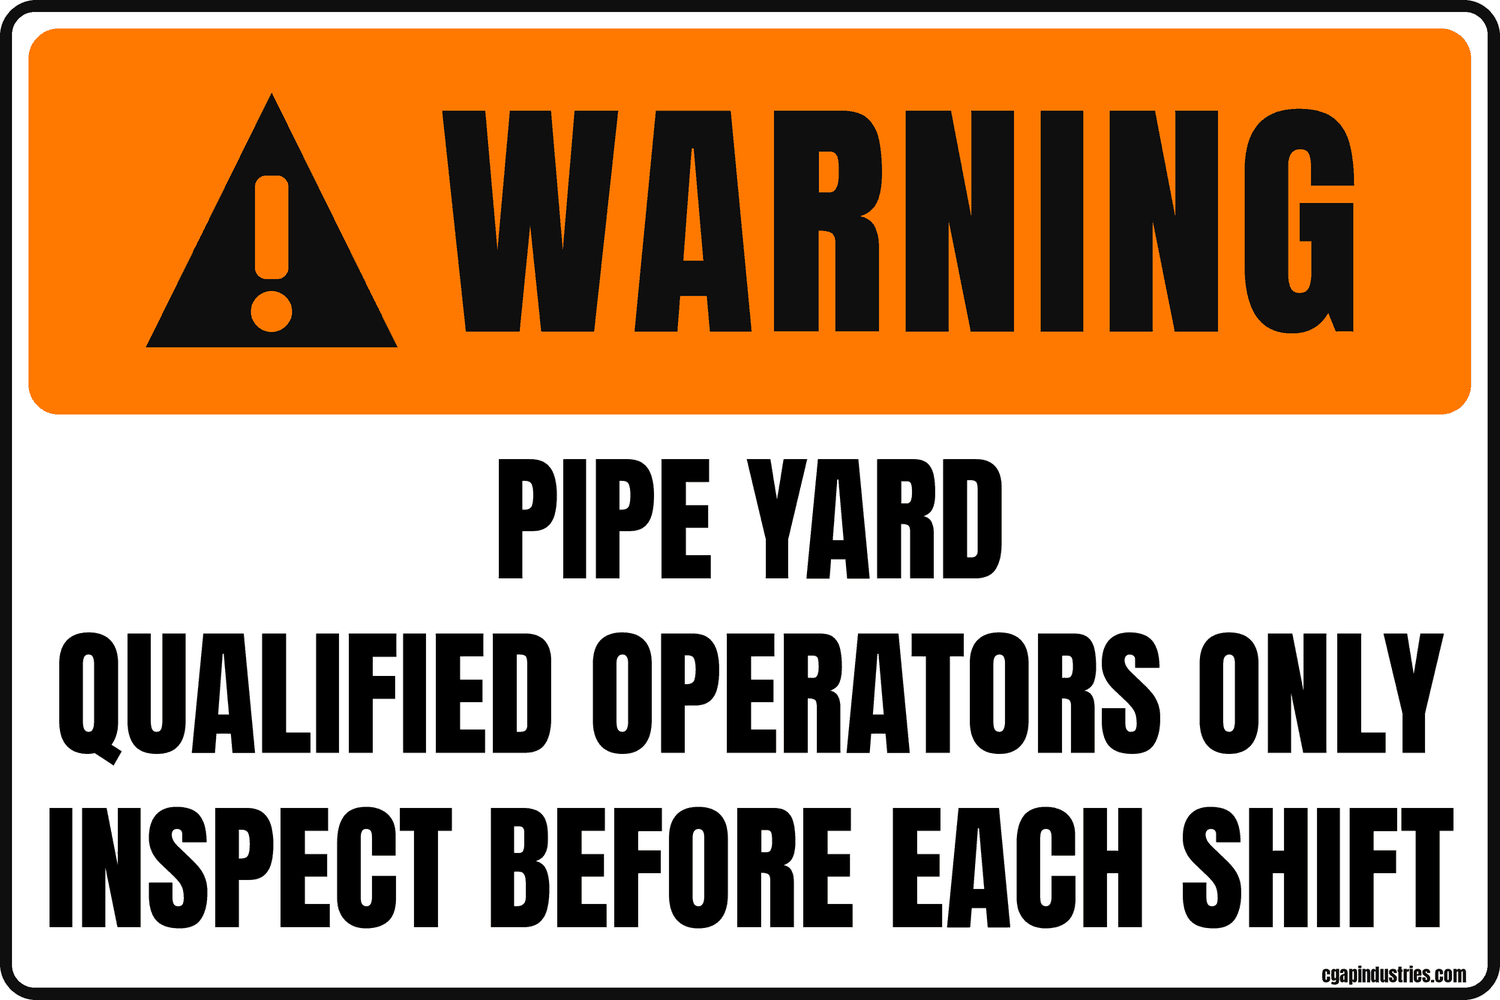 WARNING
PIPE YARD
QUALIFIED OPERATORS ONLY
INSPECT BEFORE EACH SHIFT
cgapindustries.com